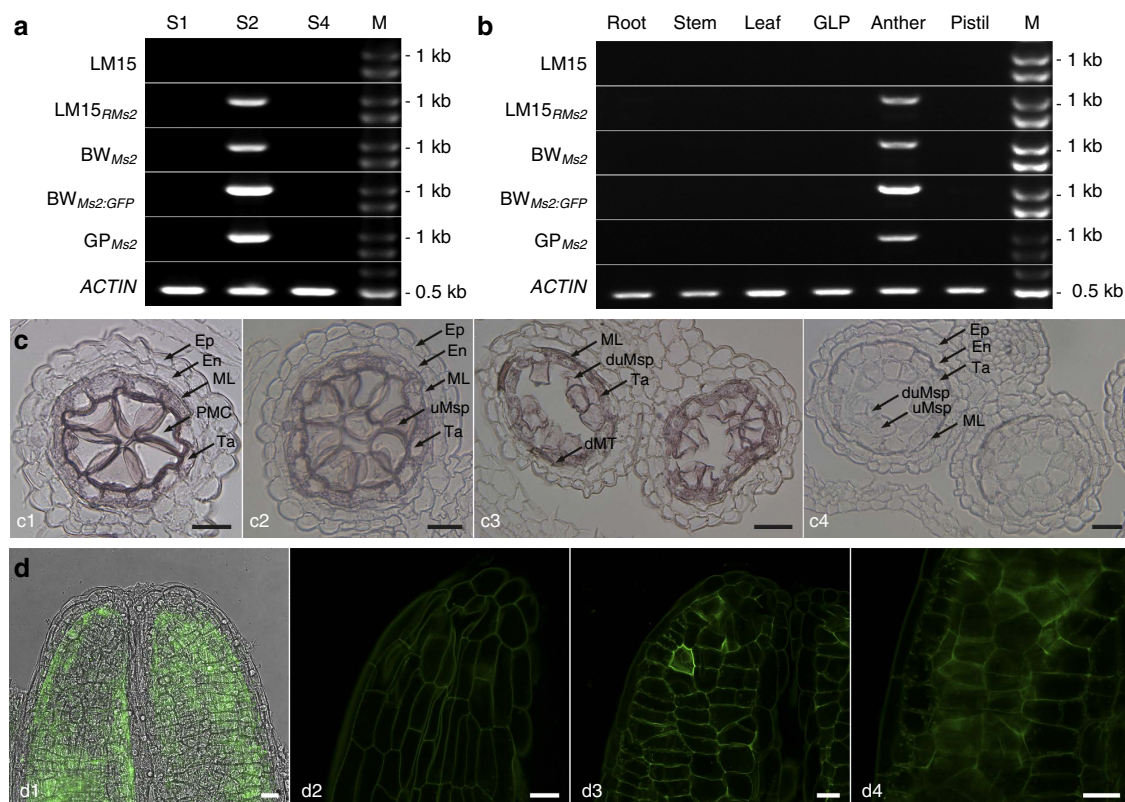 a
S1 S2 S4 M
LM15 - 1 kb
LM15RMs2 - 1 kb
BWMs2 - 1 kb
BWMs2:GFP - 1 kb
GPMs2 - 1 kb
ACTIN - 0.5 kb
b
Root Stem Leaf GLP Anther Pistil M
LM15 - 1 kb
LM15RMs2 - 1 kb
BWMs2 - 1 kb
BWMs2:GFP - 1 kb
GPMs2 - 1 kb
ACTIN - 0.5 kb
c
Ep
En
ML
PMC
Ta
c1
Ep
En
ML
uMsp
Ta
c2
ML
duMsp
Ta
dMT
c3
Ep
En
Ta
duMsp
uMsp
ML
c4
d
d1
d2
d3
d4